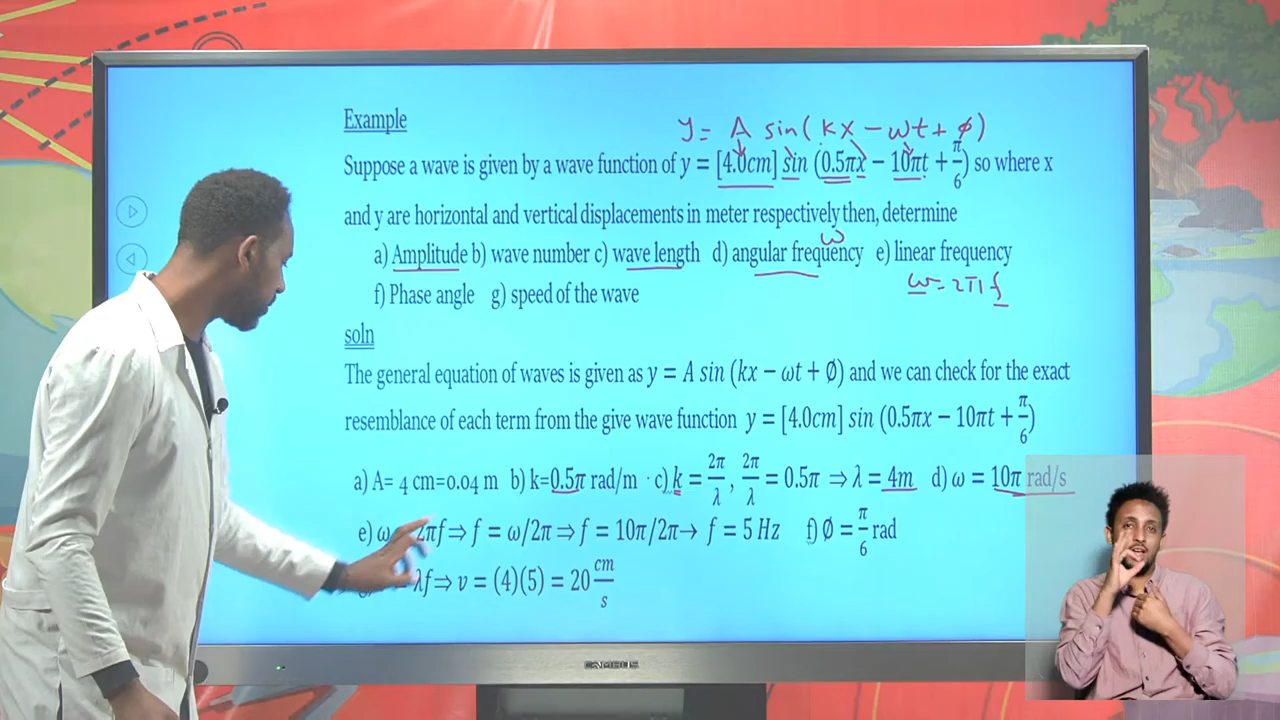 Example
y = A sin(kx − ωt + φ)
Suppose a wave is given by a wave function of y = [4.0cm] sin (0.5πx − 10πt + π/6) so where x
and y are horizontal and vertical displacements in meter respectively then, determine
ω
a) Amplitude b) wave number c) wave length d) angular frequency e) linear frequency
ω = 2πf
f) Phase angle g) speed of the wave
soln
The general equation of waves is given as y = A sin (kx − ωt + Ø) and we can check for the exact
resemblance of each term from the give wave function y = [4.0cm] sin (0.5πx − 10πt + π/6)
a) A= 4 cm=0.04 m b) k=0.5π rad/m · c) k = 2π/λ , 2π/λ = 0.5π ⇒ λ = 4m d) ω = 10π rad/s
e) ω 2πf⇒ f = ω/2π ⇒ f = 10π/2π→ f = 5 Hz f) Ø = π/6 rad
λf⇒ v = (4)(5) = 20 cm/s